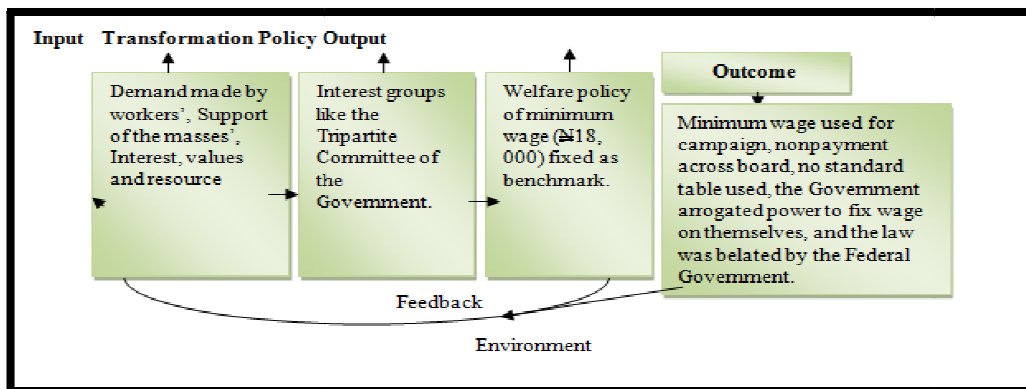 Input Transformation Policy Output
Demand made by
workers’, Support
of the masses’,
Interest, values
and resource
Interest groups
like the
Tripartite
Committee of
the
Government.
Welfare policy
of minimum
wage (₦18,
000) fixed as
benchmark.
Outcome
Minimum wage used for
campaign, nonpayment
across board, no standard
table used, the Government
arrogated power to fix wage
on themselves, and the law
was belated by the Federal
Government.
Feedback
Environment